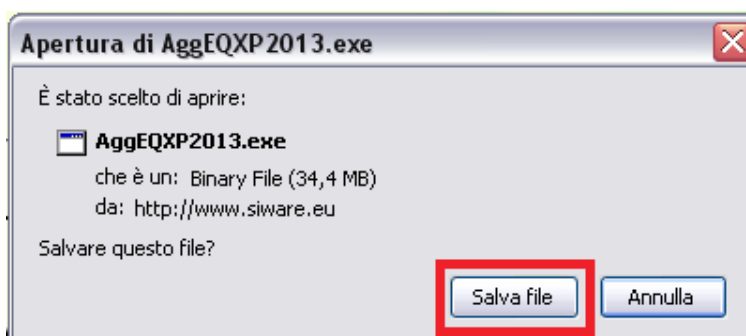 Apertura di AggEQXP2013.exe
È stato scelto di aprire:
AggEQXP2013.exe
che è un: Binary File (34,4 MB)
da: http://www.siware.eu
Salvare questo file?
Salva file Annulla